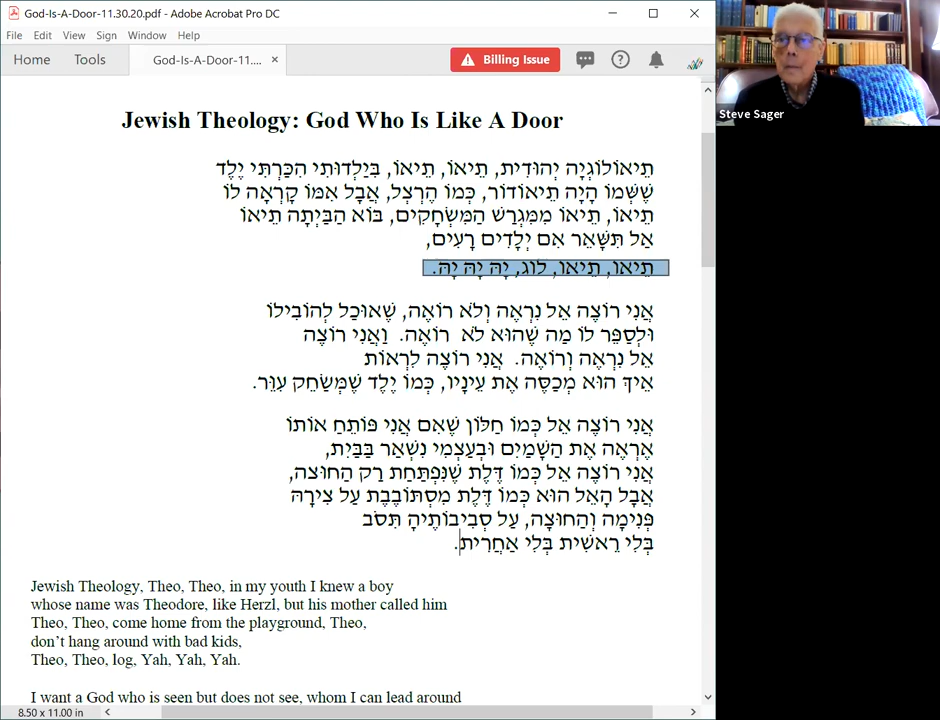 God-Is-A-Door-11.30.20.pdf - Adobe Acrobat Pro DC
File Edit View Sign Window Help
Home Tools God-Is-A-Door-11.... × Billing Issue
Steve Sager
Jewish Theology: God Who Is Like A Door
תֵּיאוֹלוֹגְיָה יְהוּדִית, תֵיאוֹ, תֵיאוֹ, בְּיַלְדוּתִי הִכַּרְתִּי יֶלֶד
שֶׁשְּׁמוֹ הָיָה תֵיאוֹדוֹר, כְּמוֹ הֶרְצֶל, אֲבָל אִמּוֹ קָרְאָה לוֹ
תֵיאוֹ, תֵיאוֹ מִמִּגְרַשׁ הַמִּשְׂחָקִים, בּוֹא הַבַּיְתָה תֵיאוֹ
אַל תִּשָּׁאֵר אִם יְלָדִים רָעִים,
תֵיאוֹ, תֵיאוֹ, לוֹג, יָהּ יָהּ יָהּ.
אֲנִי רוֹצֶה אֵל נִרְאֶה וְלֹא רוֹאֶה, שֶׁאוּכַל לְהוֹבִילוֹ
וּלְסַפֵּר לוֹ מַה שֶּׁהוּא לֹא רוֹאֶה. וַאֲנִי רוֹצֶה
אֵל נִרְאֶה וְרוֹאֶה. אֲנִי רוֹצֶה לִרְאוֹת
אֵיךְ הוּא מְכַסֶּה אֶת עֵינָיו, כְּמוֹ יֶלֶד שֶׁמְּשַׂחֵק עִוֵּר.
אֲנִי רוֹצֶה אֵל כְּמוֹ חַלּוֹן שֶׁאִם אֲנִי פּוֹתֵחַ אוֹתוֹ
אֶרְאֶה אֶת הַשָּׁמַיִם וּבְעַצְמִי נִשְׁאַר בַּבַּיִת,
אֲנִי רוֹצֶה אֵל כְּמוֹ דֶּלֶת שֶׁנִּפְתַּחַת רַק הַחוּצָה,
אֲבָל הָאֵל הוּא כְּמוֹ דֶּלֶת מִסְתּוֹבֶבֶת עַל צִירָהּ
פְּנִימָה וְהַחוּצָה, עַל סְבִיבוֹתֶיהָ תִּסֹּב
בְּלִי רֵאשִׁית בְּלִי אַחֲרִית.
Jewish Theology, Theo, Theo, in my youth I knew a boy
whose name was Theodore, like Herzl, but his mother called him
Theo, Theo, come home from the playground, Theo,
don't hang around with bad kids,
Theo, Theo, log, Yah, Yah, Yah.
I want a God who is seen but does not see, whom I can lead around
8.50 x 11.00 in